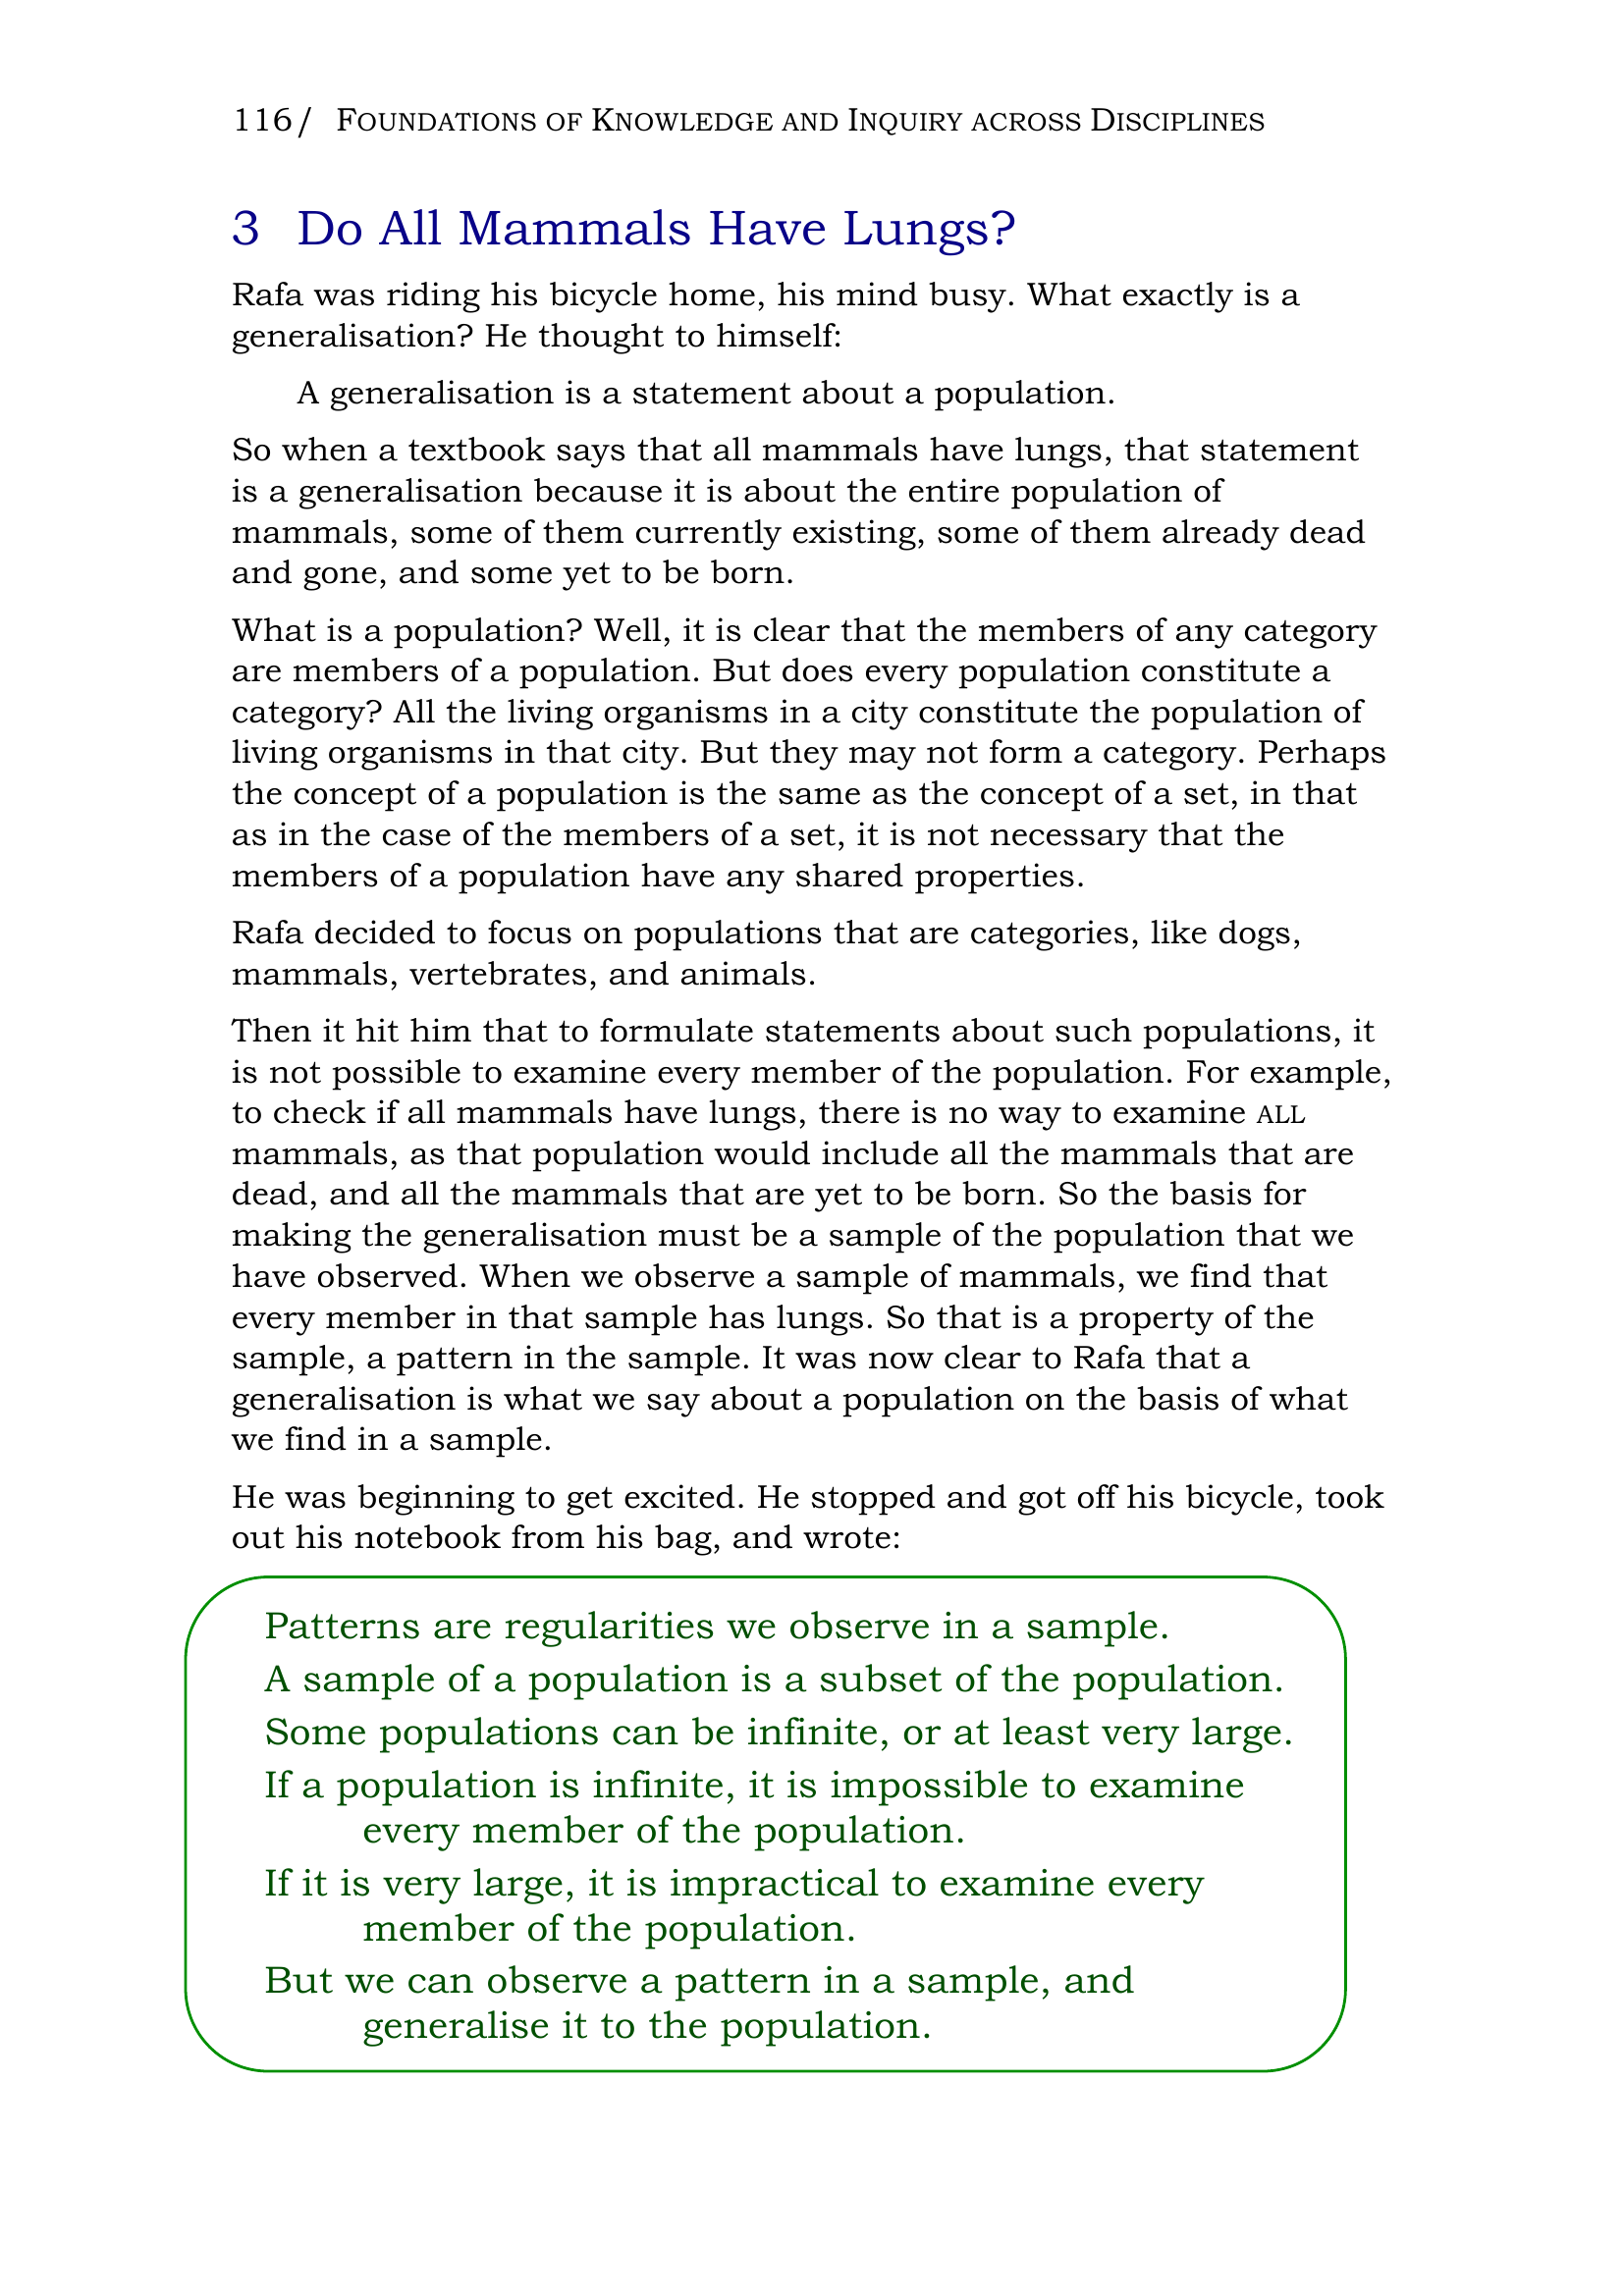 116/ FOUNDATIONS OF KNOWLEDGE AND INQUIRY ACROSS DISCIPLINES
3 Do All Mammals Have Lungs?
Rafa was riding his bicycle home, his mind busy. What exactly is a
generalisation? He thought to himself:
A generalisation is a statement about a population.
So when a textbook says that all mammals have lungs, that statement
is a generalisation because it is about the entire population of
mammals, some of them currently existing, some of them already dead
and gone, and some yet to be born.
What is a population? Well, it is clear that the members of any category
are members of a population. But does every population constitute a
category? All the living organisms in a city constitute the population of
living organisms in that city. But they may not form a category. Perhaps
the concept of a population is the same as the concept of a set, in that
as in the case of the members of a set, it is not necessary that the
members of a population have any shared properties.
Rafa decided to focus on populations that are categories, like dogs,
mammals, vertebrates, and animals.
Then it hit him that to formulate statements about such populations, it
is not possible to examine every member of the population. For example,
to check if all mammals have lungs, there is no way to examine ALL
mammals, as that population would include all the mammals that are
dead, and all the mammals that are yet to be born. So the basis for
making the generalisation must be a sample of the population that we
have observed. When we observe a sample of mammals, we find that
every member in that sample has lungs. So that is a property of the
sample, a pattern in the sample. It was now clear to Rafa that a
generalisation is what we say about a population on the basis of what
we find in a sample.
He was beginning to get excited. He stopped and got off his bicycle, took
out his notebook from his bag, and wrote:
Patterns are regularities we observe in a sample.
A sample of a population is a subset of the population.
Some populations can be infinite, or at least very large.
If a population is infinite, it is impossible to examine
every member of the population.
If it is very large, it is impractical to examine every
member of the population.
But we can observe a pattern in a sample, and
generalise it to the population.